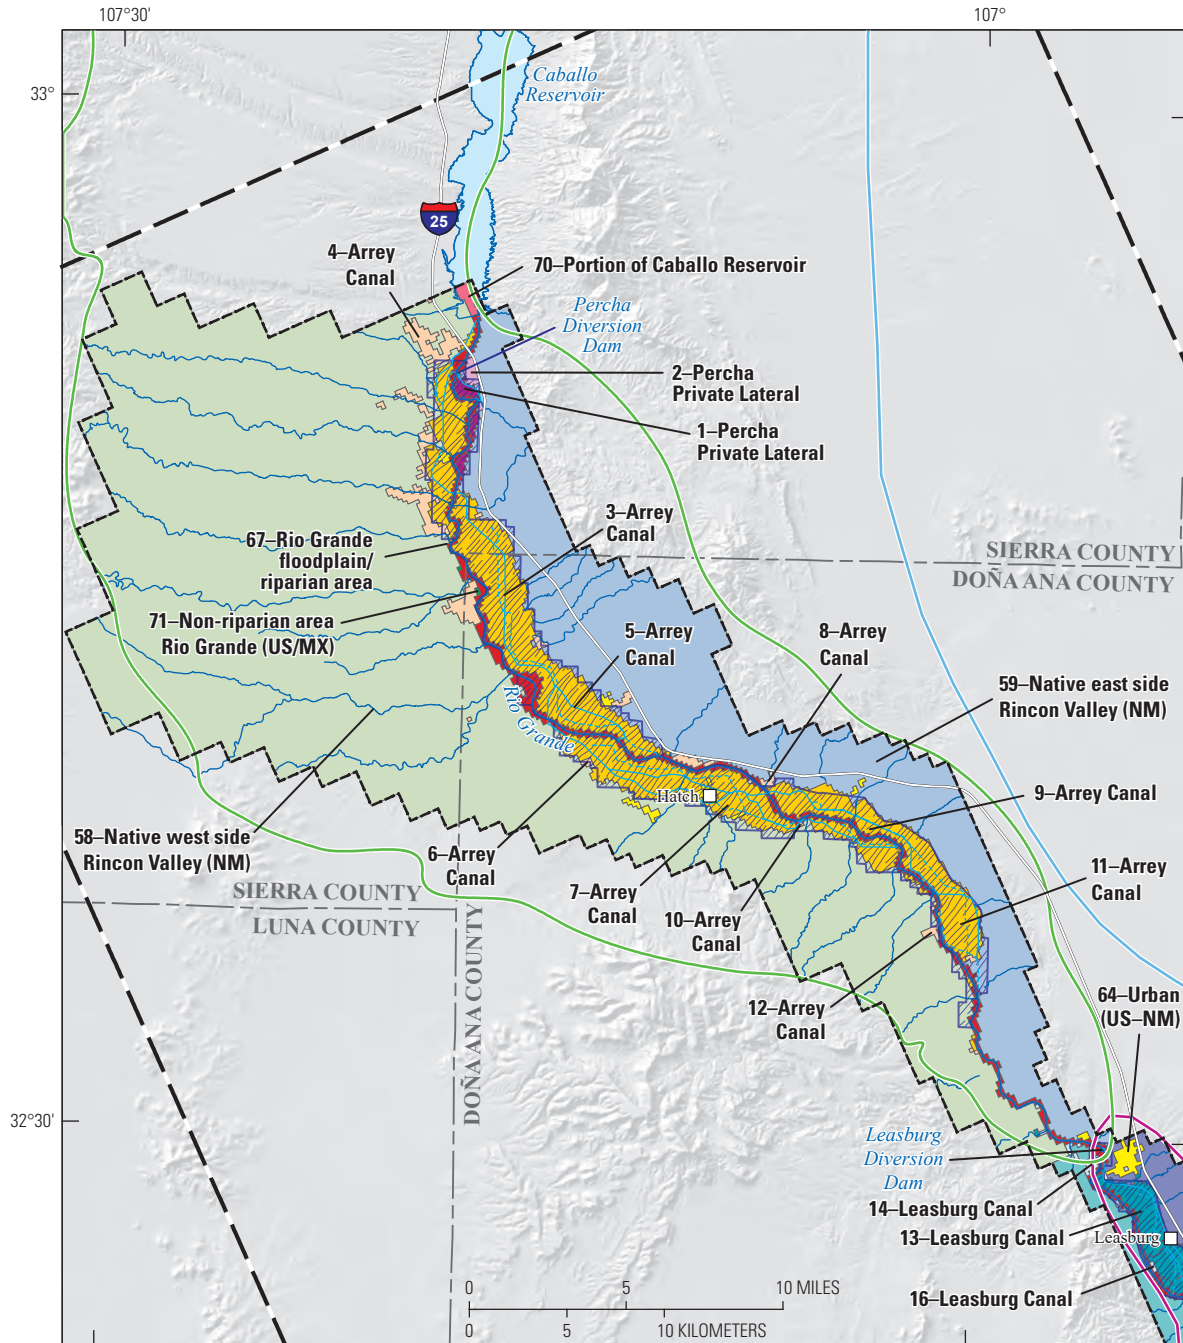 107°30'
107°
33°
Caballo
Reservoir
25
4–Arrey
Canal
70–Portion of Caballo Reservoir
Percha
Diversion
Dam
2–Percha
Private Lateral
1–Percha
Private Lateral
3–Arrey
Canal
67–Rio Grande
floodplain/
riparian area
SIERRA COUNTY
DOÑA ANA COUNTY
71–Non-riparian area
Rio Grande (US/MX)
5–Arrey
Canal
8–Arrey
Canal
59–Native east side
Rincon Valley (NM)
Rio Grande
Hatch
9–Arrey Canal
58–Native west side
Rincon Valley (NM)
6–Arrey
Canal
7–Arrey
Canal
10–Arrey
Canal
11–Arrey
Canal
SIERRA COUNTY
LUNA COUNTY
DOÑA ANA COUNTY
12–Arrey
Canal
64–Urban
(US–NM)
32°30'
Leasburg
Diversion
Dam
14–Leasburg Canal
13–Leasburg Canal
Leasburg
16–Leasburg Canal
0 5 10 MILES
0 5 10 KILOMETERS